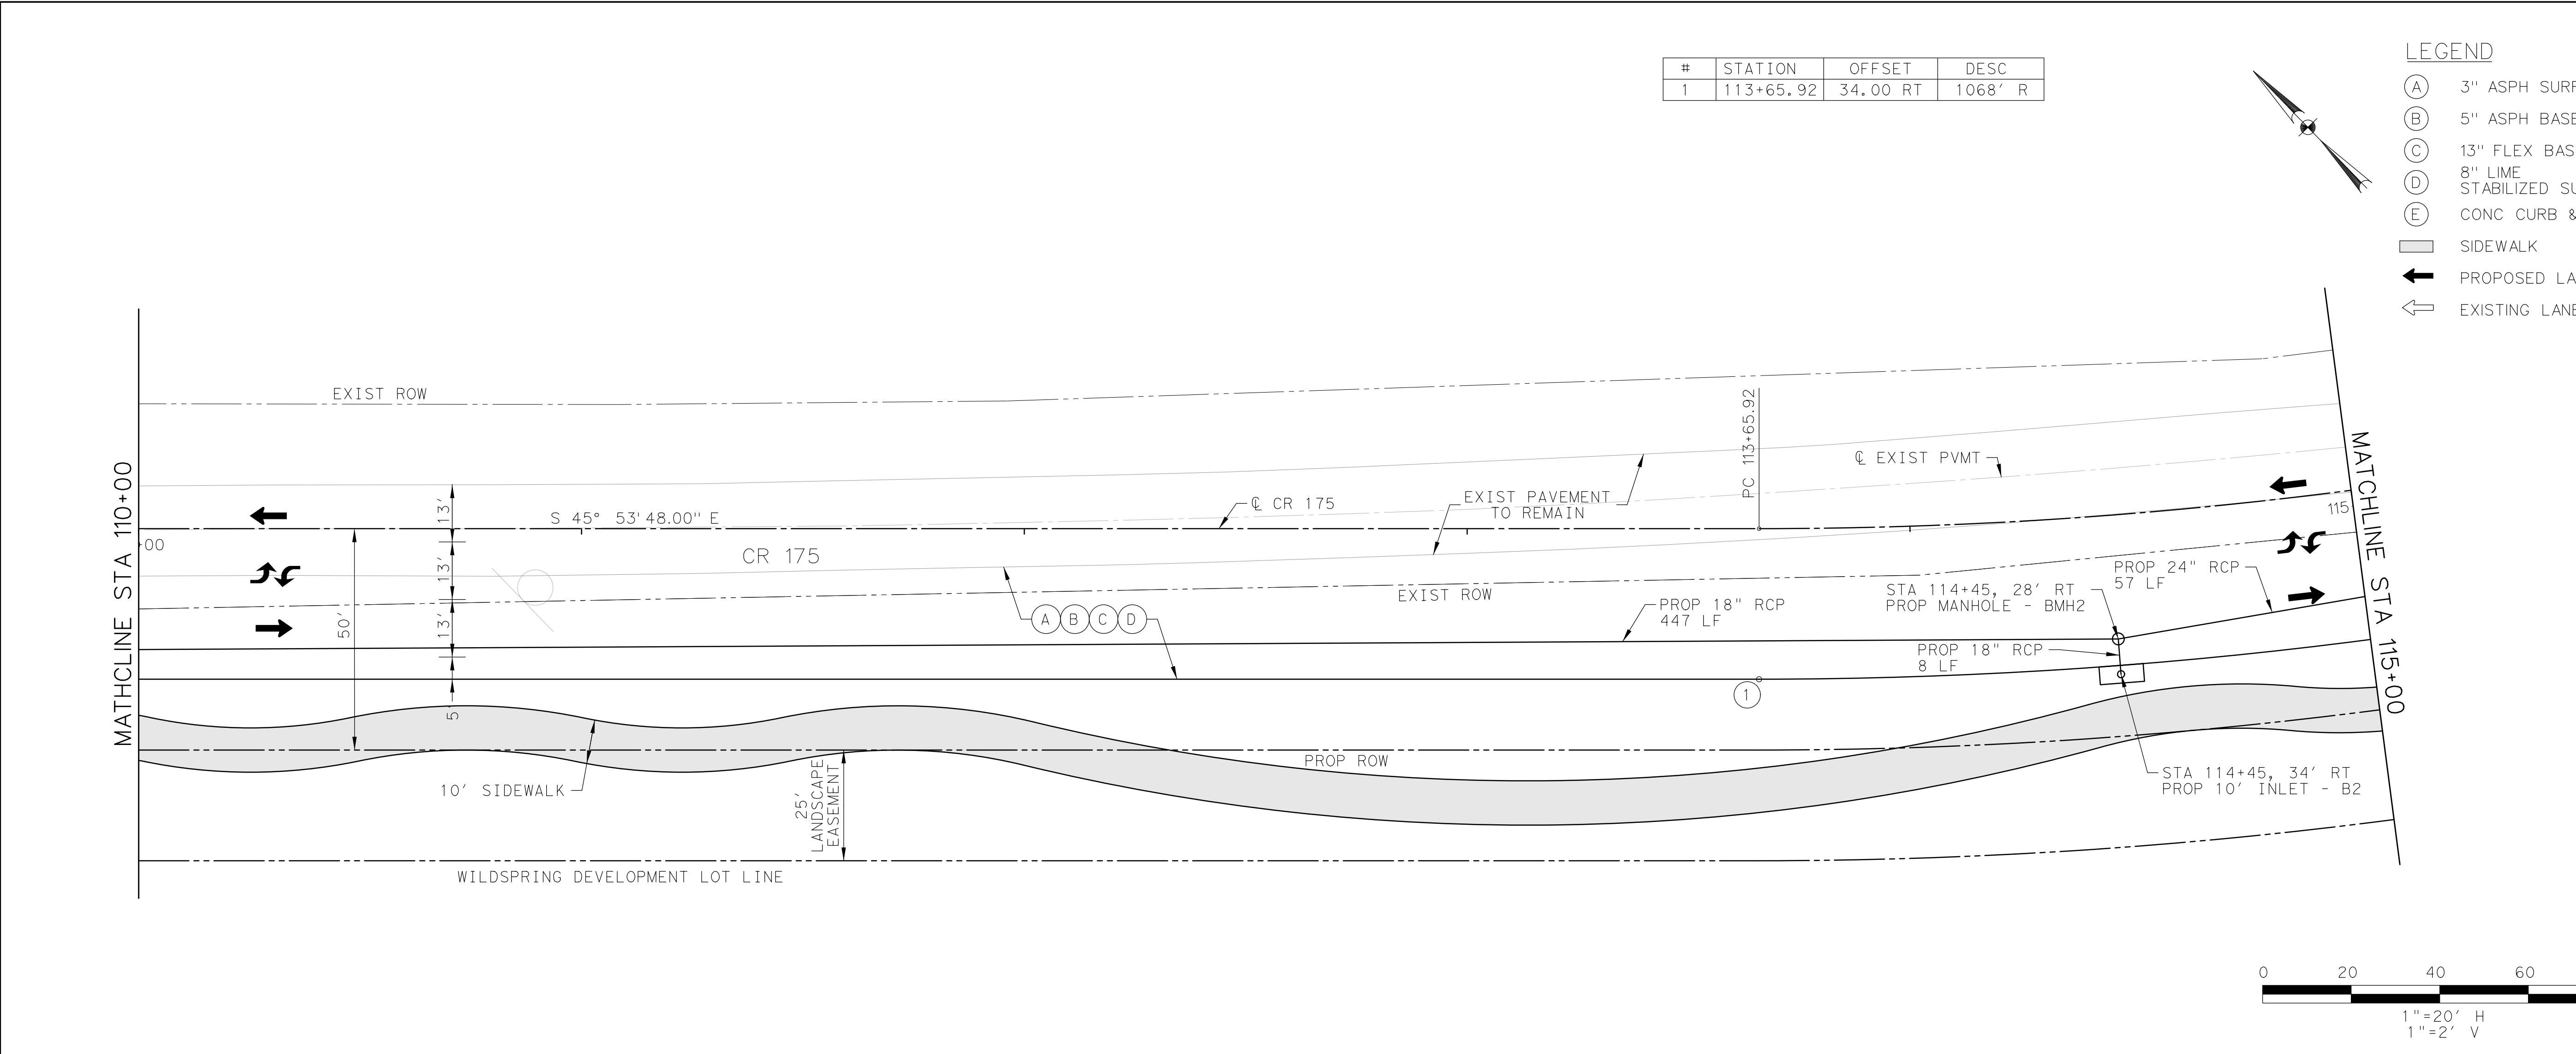 # STATION OFFSET DESC
1 113+65.92 34.00 RT 1068' R
LEGEND
A 3" ASPH SURF
B 5" ASPH BASE
C 13" FLEX BAS
D 8" LIME
STABILIZED SU
E CONC CURB &
SIDEWALK
PROPOSED LA
EXISTING LANE
MATHCLINE STA 110+00
EXIST ROW
+00
S 45° 53'48.00" E
CR 175
13'
13'
13'
5'
50'
℄ CR 175
EXIST PAVEMENT
TO REMAIN
PC 113+65.92
℄ EXIST PVMT
115
MATCHLINE STA 115+00
A B C D
EXIST ROW
PROP 18" RCP
447 LF
STA 114+45, 28' RT
PROP MANHOLE - BMH2
PROP 24" RCP
57 LF
PROP 18" RCP
8 LF
1
10' SIDEWALK
25'
LANDSCAPE
EASEMENT
PROP ROW
STA 114+45, 34' RT
PROP 10' INLET - B2
WILDSPRING DEVELOPMENT LOT LINE
0 20 40 60
1"=20' H
1"=2' V